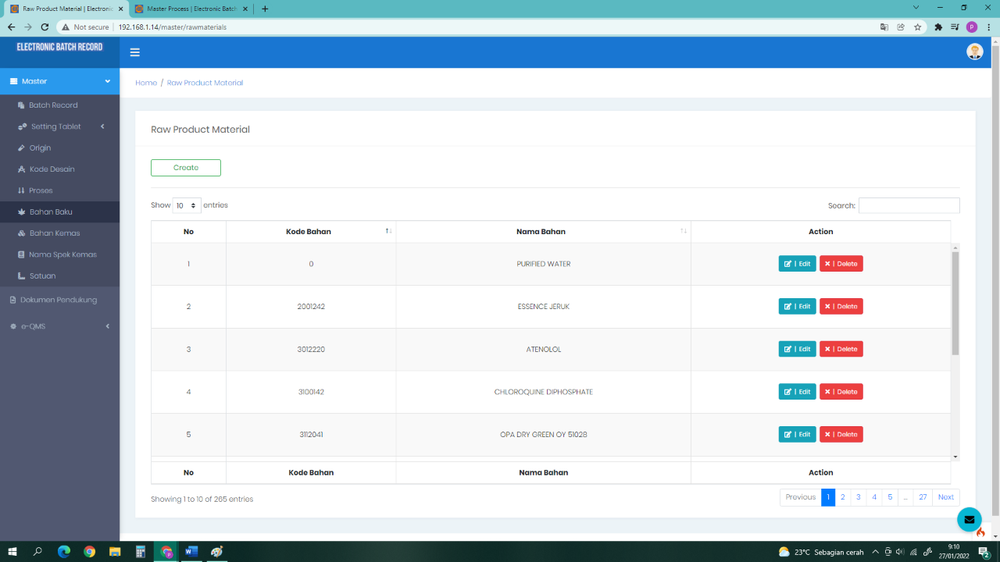 Raw Product Material | Electronic
Master Process | Electronic Batch
Not secure | 192.168.1.14/master/rawmaterials
P
ELECTRONIC BATCH RECORD
Master
Batch Record
Setting Tablet
Origin
Kode Desain
Proses
Bahan Baku
Bahan Kemas
Nama Spek Kemas
Satuan
Dokumen Pendukung
e-QMS
Home / Raw Product Material
Raw Product Material
Create
Show 10 entries
Search:
No Kode Bahan Nama Bahan Action
1 0 PURIFIED WATER | Edit | Delete
2 2001242 ESSENCE JERUK | Edit | Delete
3 3012220 ATENOLOL | Edit | Delete
4 3100142 CHLOROQUINE DIPHOSPHATE | Edit | Delete
5 3112041 OPA DRY GREEN OY 51028 | Edit | Delete
No Kode Bahan Nama Bahan Action
Showing 1 to 10 of 265 entries
Previous 1 2 3 4 5 ... 27 Next
23°C Sebagian cerah
9:10
27/01/2022
2